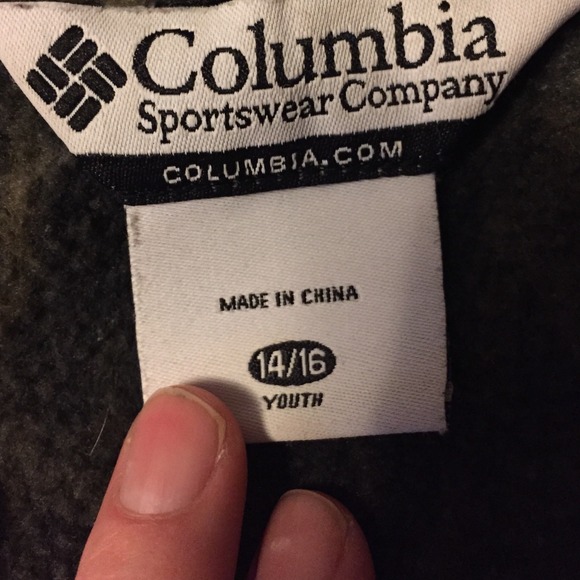 Columbia
Sportswear Company
COLUMBIA.COM
MADE IN CHINA
14/16
YOUTH